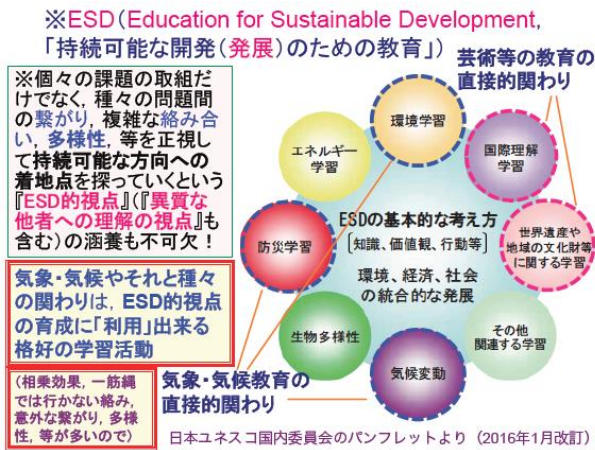 ※ESD(Education for Sustainable Development,
「持続可能な開発(発展)のための教育」)
※個々の課題の取組だ
けでなく, 種々の問題間
の繋がり, 複雑な絡み合
い, 多様性, 等を正視し
て持続可能な方向への
着地点を探っていくという
『ESD的視点』(『異質な
他者への理解の視点』も
含む)の涵養も不可欠！
気象・気候やそれと種々
の関わりは, ESD的視点
の育成に「利用」出来る
格好の学習活動
(相乗効果, 一筋縄
では行かない絡み,
意外な繋がり, 多様
性, 等が多いので)
芸術等の教育の
直接的関わり
環境学習
エネルギー
学習
国際理解
学習
防災学習
ESDの基本的な考え方
[知識、価値観、行動等]
環境、経済、社会
の統合的な発展
世界遺産や
地域の文化財等
に関する学習
生物多様性
その他
関連する学習
気候変動
気象・気候教育の
直接的関わり
日本ユネスコ国内委員会のパンフレットより (2016年1月改訂)